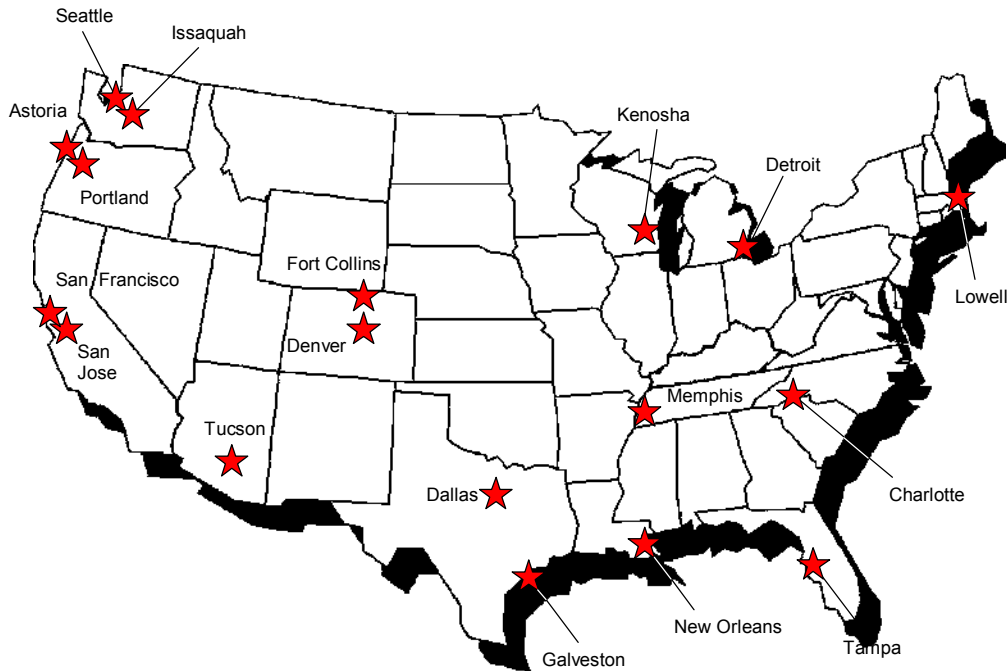 Seattle
Issaquah
Astoria
Kenosha
Detroit
Portland
San Francisco
Fort Collins
Lowell
Denver
San
Jose
Memphis
Tucson
Dallas
Charlotte
New Orleans
Tampa
Galveston